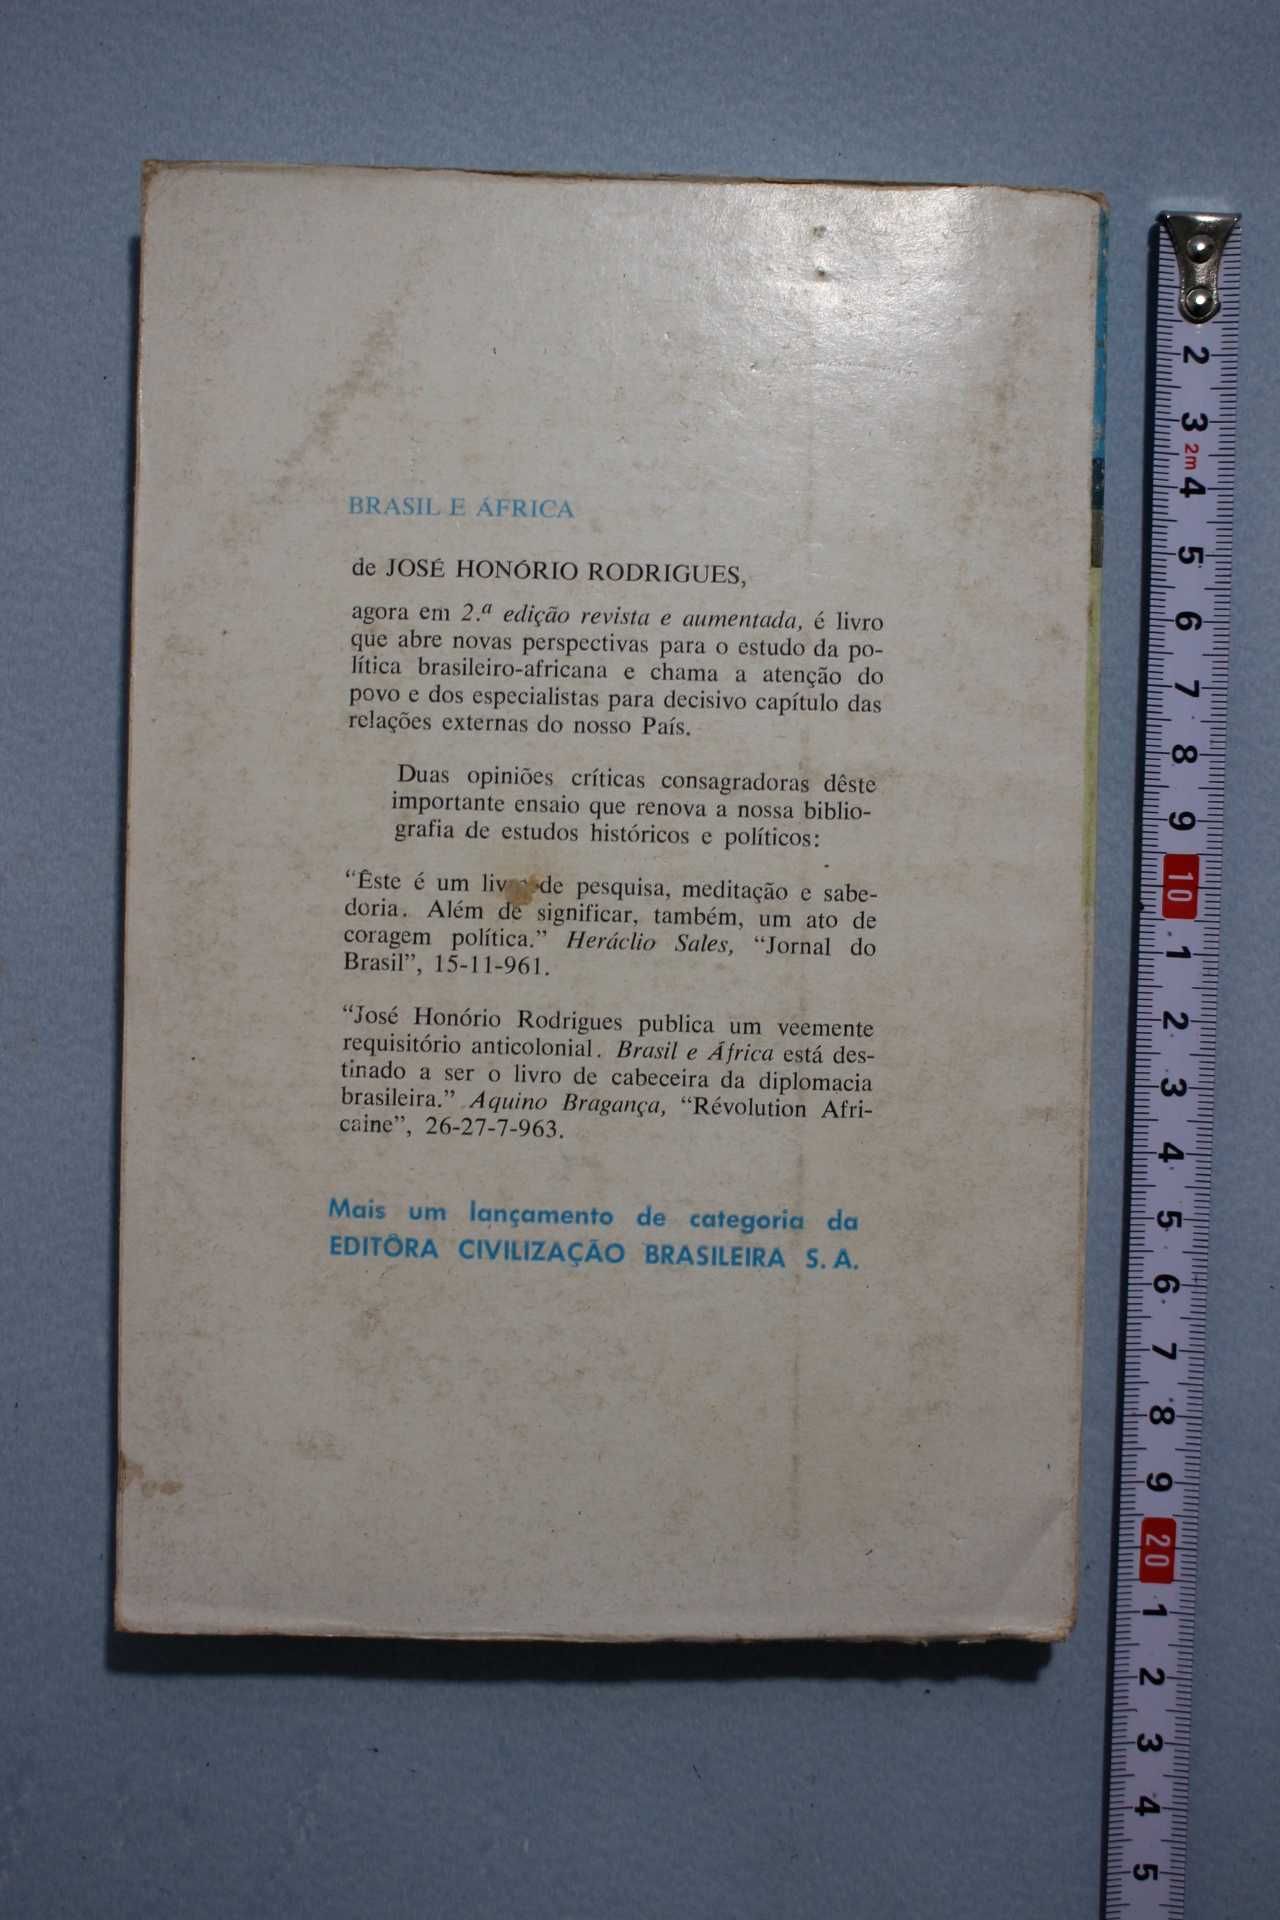 BRASIL E ÁFRICA
de JOSÉ HONÓRIO RODRIGUES,
agora em 2.ª edição revista e aumentada, é livro
que abre novas perspectivas para o estudo da po-
lítica brasileiro-africana e chama a atenção do
povo e dos especialistas para decisivo capítulo das
relações externas do nosso País.
Duas opiniões críticas consagradoras dêste
importante ensaio que renova a nossa biblio-
grafia de estudos históricos e políticos:
“Êste é um de pesquisa, meditação e sabe-
doria. Além de significar, também, um ato de
coragem política.” Heráclio Sales, “Jornal do
Brasil”, 15-11-961.
“José Honório Rodrigues publica um veemente
requisitório anticolonial. Brasil e África está des-
tinado a ser o livro de cabeceira da diplomacia
brasileira.” Aquino Bragança, “Révolution Afri-
caine”, 26-27-7-963.
Mais um lançamento de categoria da
EDITÔRA CIVILIZAÇÃO BRASILEIRA S. A.
2
3
2m
4
5
6
7
8
9
10
1
2
3
4
5
6
7
8
9
20
1
2
3
4
5